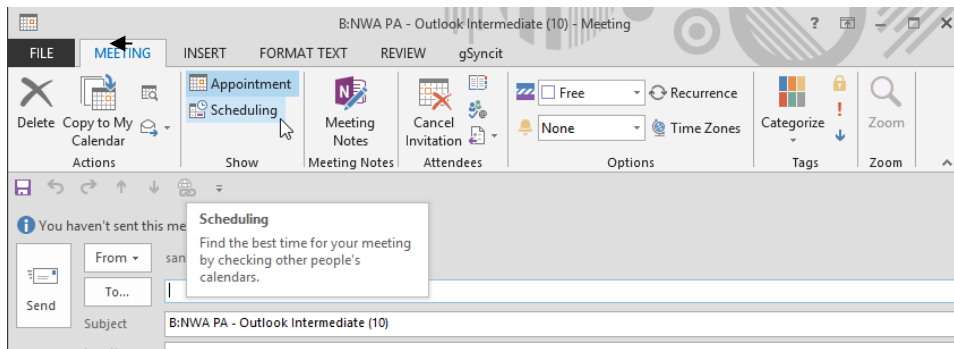 B:NWA PA - Outlook Intermediate (10) - Meeting
?
FILE MEETING INSERT FORMAT TEXT REVIEW gSyncit
Delete
Copy to My Calendar
Actions
Appointment
Scheduling
Show
Meeting Notes
Meeting Notes
Cancel Invitation
Attendees
Free
Recurrence
None
Time Zones
Options
Categorize
Tags
Zoom
Zoom
You haven't sent this me
Scheduling
Find the best time for your meeting
by checking other people's
calendars.
Send
From
san
To...
Subject
B:NWA PA - Outlook Intermediate (10)